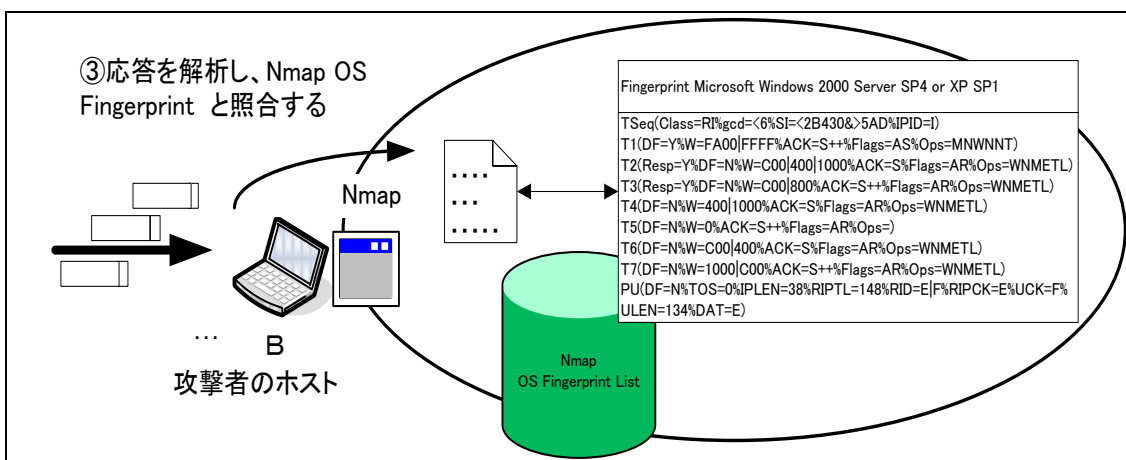 ③応答を解析し、Nmap OS
Fingerprint と照合する
Nmap
....
...
.....
…
B
攻撃者のホスト
Nmap
OS Fingerprint List
Fingerprint Microsoft Windows 2000 Server SP4 or XP SP1
TSeq(Class=RI%gcd=<6%SI=<2B430&>5AD%IPID=I)
T1(DF=Y%W=FA00|FFFF%ACK=S++%Flags=AS%Ops=MNWNNT)
T2(Resp=Y%DF=N%W=C00|400|1000%ACK=S%Flags=AR%Ops=WNMETL)
T3(Resp=Y%DF=N%W=C00|800%ACK=S++%Flags=AR%Ops=WNMETL)
T4(DF=N%W=400|1000%ACK=S%Flags=AR%Ops=WNMETL)
T5(DF=N%W=0%ACK=S++%Flags=AR%Ops=)
T6(DF=N%W=C00|400%ACK=S%Flags=AR%Ops=WNMETL)
T7(DF=N%W=1000|C00%ACK=S++%Flags=AR%Ops=WNMETL)
PU(DF=N%TOS=0%IPLEN=38%RIPTL=148%RID=E|F%RIPCK=E%UCK=F%
ULEN=134%DAT=E)